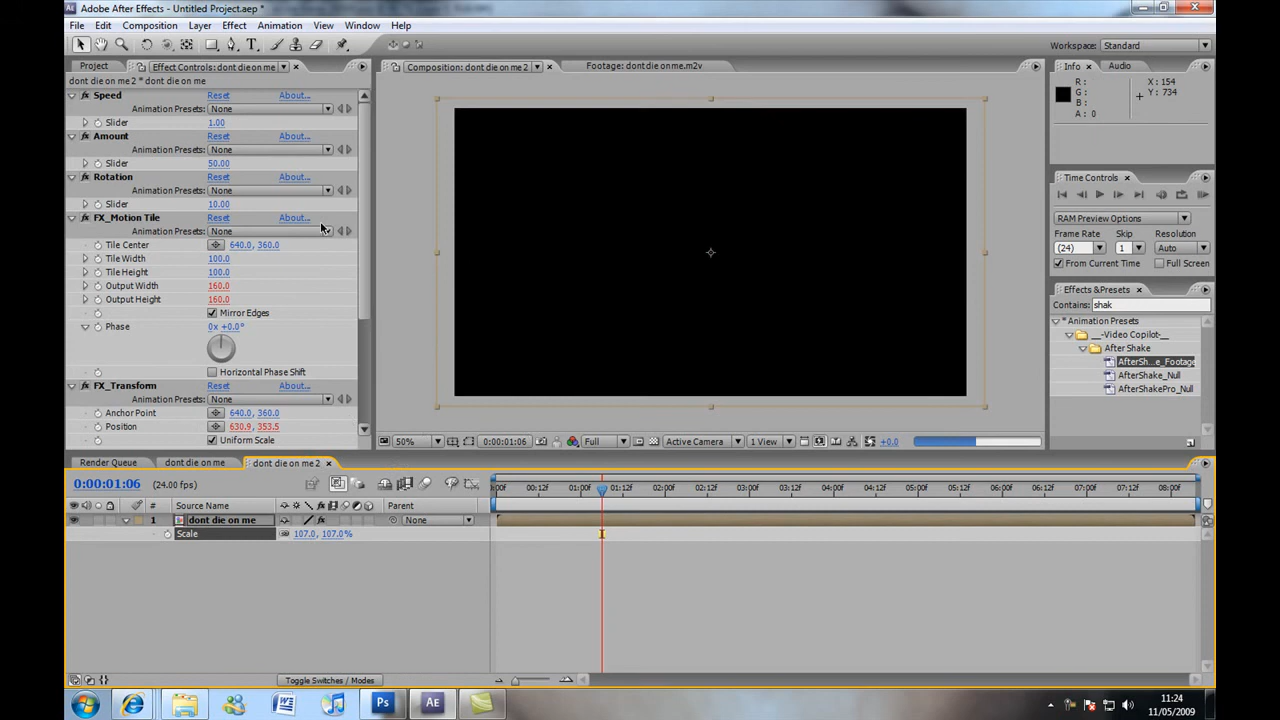 Adobe After Effects - Untitled Project.aep *
File Edit Composition Layer Effect Animation View Window Help
Workspace: Standard
Project Effect Controls: dont die on me
dont die on me 2 * dont die on me
Speed Reset About...
Animation Presets: None
Slider 1.00
Amount Reset About...
Animation Presets: None
Slider 50.00
Rotation Reset About...
Animation Presets: None
Slider 10.00
FX_Motion Tile Reset About...
Animation Presets: None
Tile Center 640.0, 360.0
Tile Width 100.0
Tile Height 100.0
Output Width 160.0
Output Height 160.0
Mirror Edges
Phase 0x +0.0°
Horizontal Phase Shift
FX_Transform Reset About...
Animation Presets: None
Anchor Point 640.0, 360.0
Position 630.9, 353.5
Uniform Scale
Composition: dont die on me 2 Footage: dont die on me.m2v
50% 0:00:01:06 Full Active Camera 1 View +0.0
Info Audio
R: X: 154
G: Y: 734
B:
A: 0
Time Controls
RAM Preview Options
Frame Rate Skip Resolution
(24) 1 Auto
From Current Time Full Screen
Effects&Presets
Contains: shak
* Animation Presets
__-Video Copilot-__
After Shake
AfterSh...e_Footage
AfterShake_Null
AfterShakePro_Null
Render Queue dont die on me dont die on me 2
0:00:01:06 (24.00 fps)
:00f 00:12f 01:00f 01:12f 02:00f 02:12f 03:00f 03:12f 04:00f 04:12f 05:00f 05:12f 06:00f 06:12f 07:00f 07:12f 08:00f
# Source Name Parent
1 dont die on me None
Scale 107.0, 107.0%
Toggle Switches / Modes
Ps AE
11:24
11/05/2009